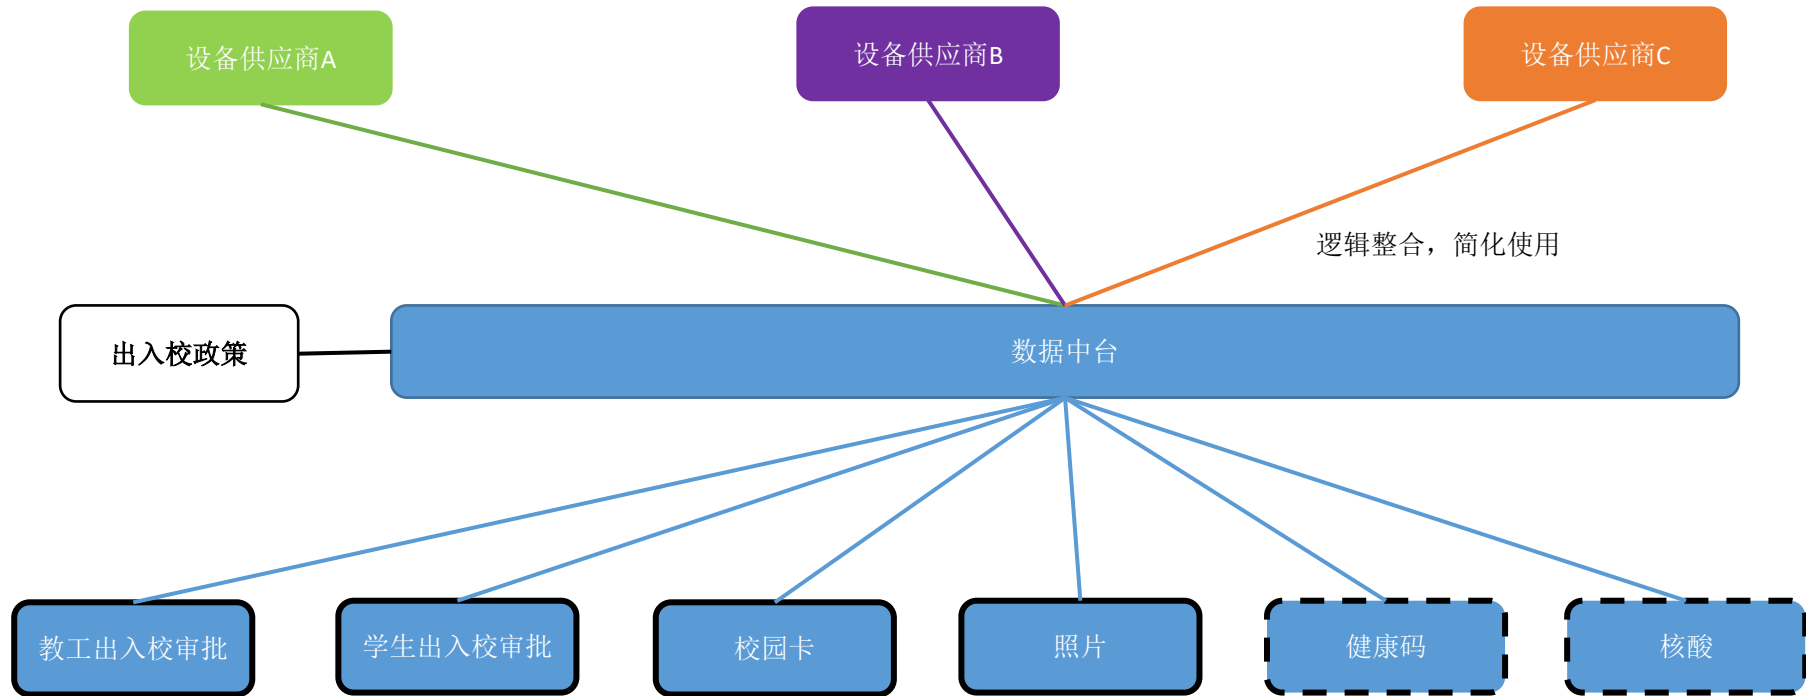 设备供应商A
设备供应商B
设备供应商C
逻辑整合，简化使用
出入校政策
数据中台
教工出入校审批
学生出入校审批
校园卡
照片
健康码
核酸